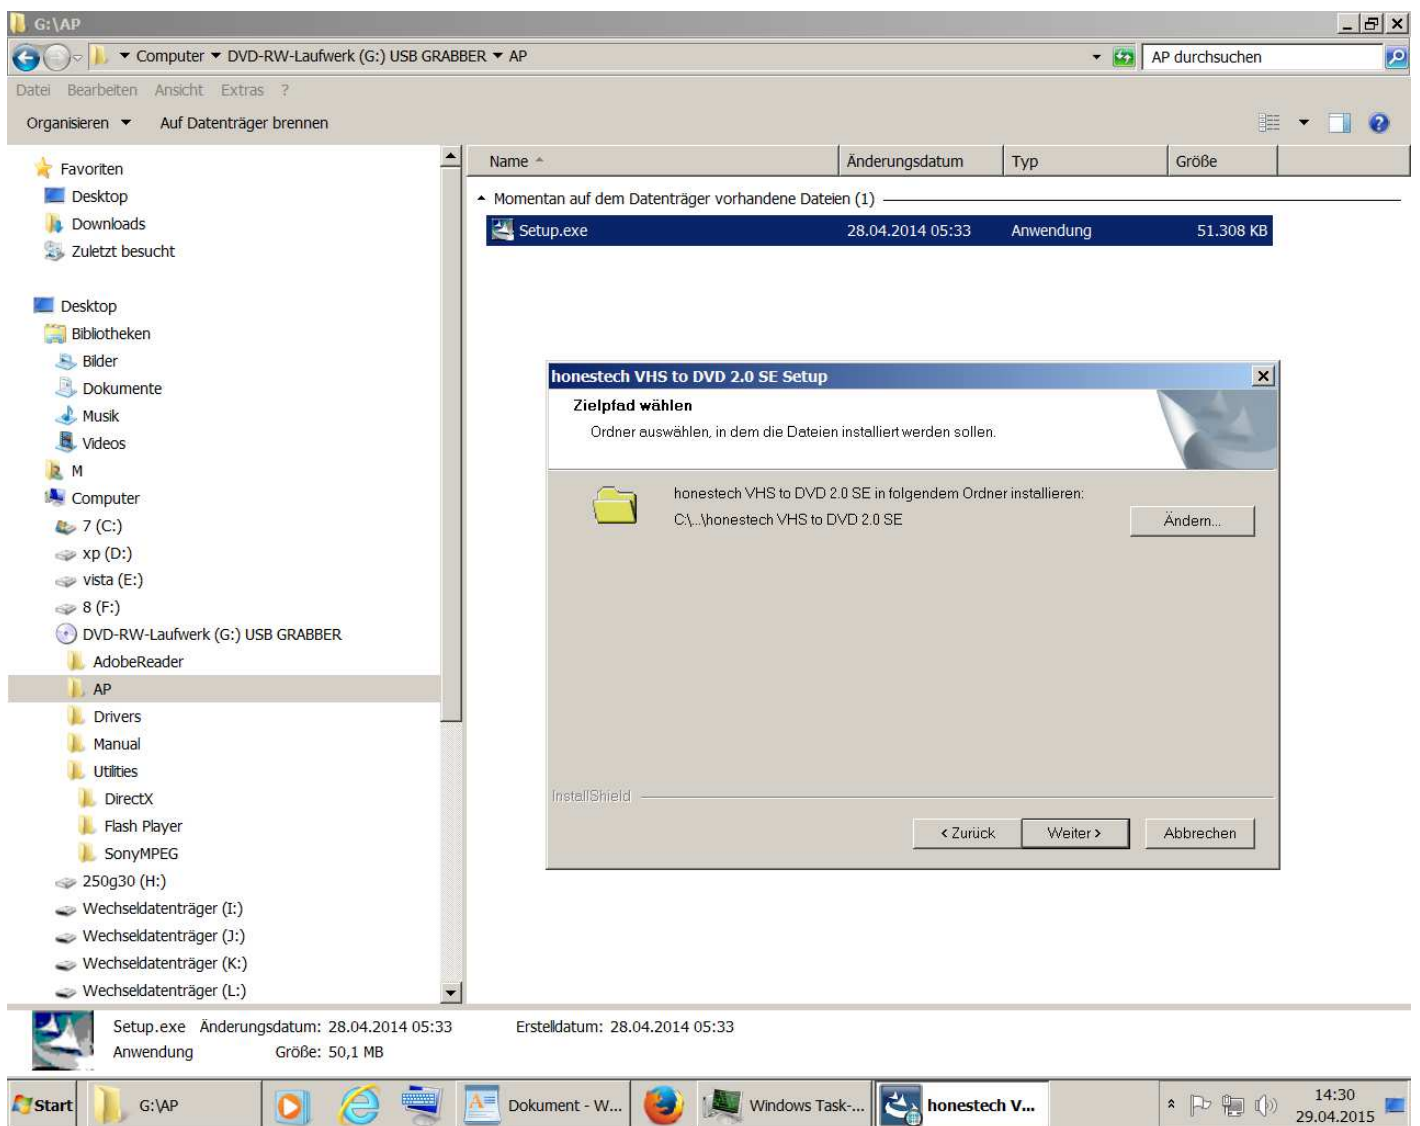 G:\AP
Computer DVD-RW-Laufwerk (G:) USB GRABBER AP
AP durchsuchen
Datei Bearbeiten Ansicht Extras ?
Organisieren Auf Datenträger brennen
Favoriten
Desktop
Downloads
Zuletzt besucht
Desktop
Bibliotheken
Bilder
Dokumente
Musik
Videos
M
Computer
7 (C:)
xp (D:)
vista (E:)
8 (F:)
DVD-RW-Laufwerk (G:) USB GRABBER
AdobeReader
AP
Drivers
Manual
Utilities
DirectX
Flash Player
SonyMPEG
250g30 (H:)
Wechseldatenträger (I:)
Wechseldatenträger (J:)
Wechseldatenträger (K:)
Wechseldatenträger (L:)
Name Änderungsdatum Typ Größe
Momentan auf dem Datenträger vorhandene Dateien (1)
Setup.exe 28.04.2014 05:33 Anwendung 51.308 KB
honestech VHS to DVD 2.0 SE Setup
Zielpfad wählen
Ordner auswählen, in dem die Dateien installiert werden sollen.
honestech VHS to DVD 2.0 SE in folgendem Ordner installieren:
C:\...\honestech VHS to DVD 2.0 SE
Ändern...
InstallShield
< Zurück Weiter > Abbrechen
Setup.exe Änderungsdatum: 28.04.2014 05:33 Erstelldatum: 28.04.2014 05:33
Anwendung Größe: 50,1 MB
Start G:\AP Dokument - W... Windows Task-... honestech V... 14:30
29.04.2015